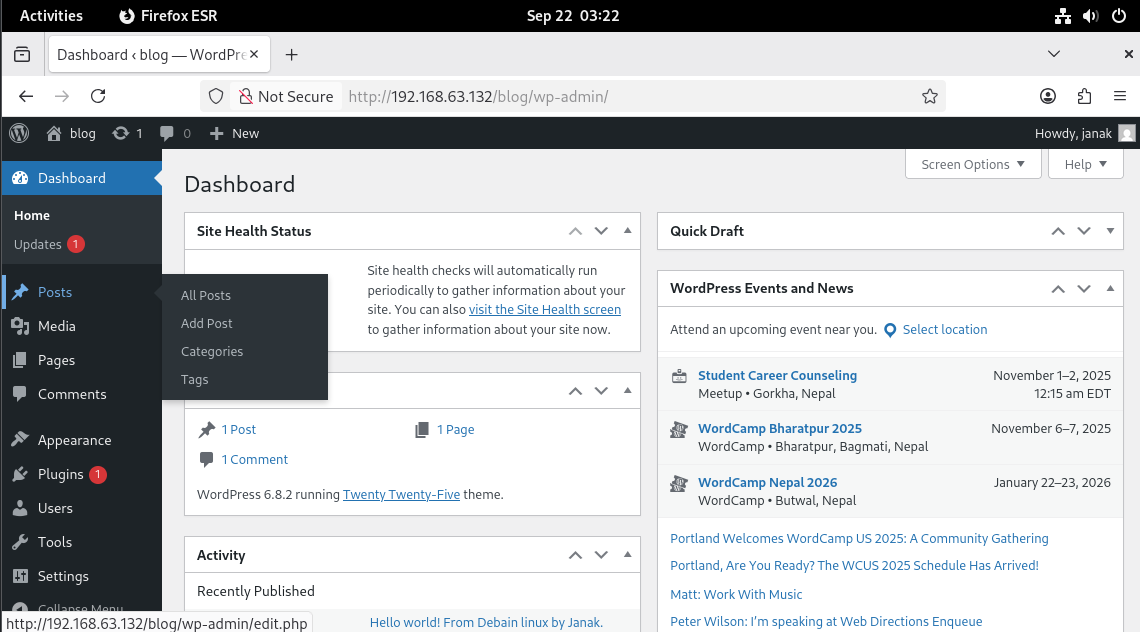 Activities
Firefox ESR
Sep 22 03:22
Dashboard ‹ blog — WordPre
Not Secure
http://192.168.63.132/blog/wp-admin/
blog
1
0
New
Howdy, janak
Screen Options
Help
Dashboard
Home
Updates 1
Posts
Media
Pages
Comments
Appearance
Plugins 1
Users
Tools
Settings
Collapse Menu
All Posts
Add Post
Categories
Tags
Dashboard
Site Health Status
Site health checks will automatically run
periodically to gather information about your
site. You can also visit the Site Health screen
to gather information about your site now.
1 Post
1 Page
1 Comment
WordPress 6.8.2 running Twenty Twenty-Five theme.
Activity
Recently Published
Hello world! From Debain linux by Janak.
Quick Draft
WordPress Events and News
Attend an upcoming event near you. Select location
Student Career Counseling
Meetup • Gorkha, Nepal
November 1–2, 2025
12:15 am EDT
WordCamp Bharatpur 2025
WordCamp • Bharatpur, Bagmati, Nepal
November 6–7, 2025
WordCamp Nepal 2026
WordCamp • Butwal, Nepal
January 22–23, 2026
Portland Welcomes WordCamp US 2025: A Community Gathering
Portland, Are You Ready? The WCUS 2025 Schedule Has Arrived!
Matt: Work With Music
Peter Wilson: I'm speaking at Web Directions Enqueue
http://192.168.63.132/blog/wp-admin/edit.php